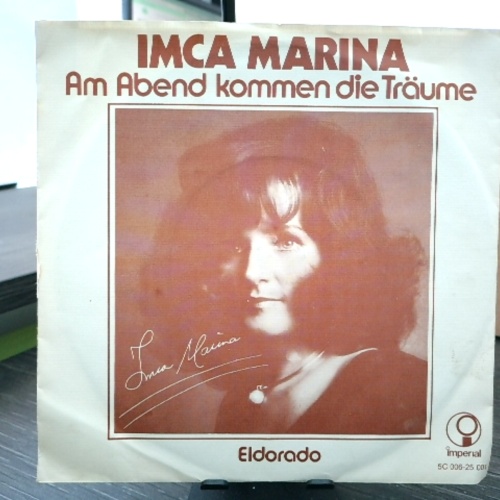 IMCA MARINA
Am Abend kommen die Träume
Imca Marina
Eldorado
imperial
5C 006-25